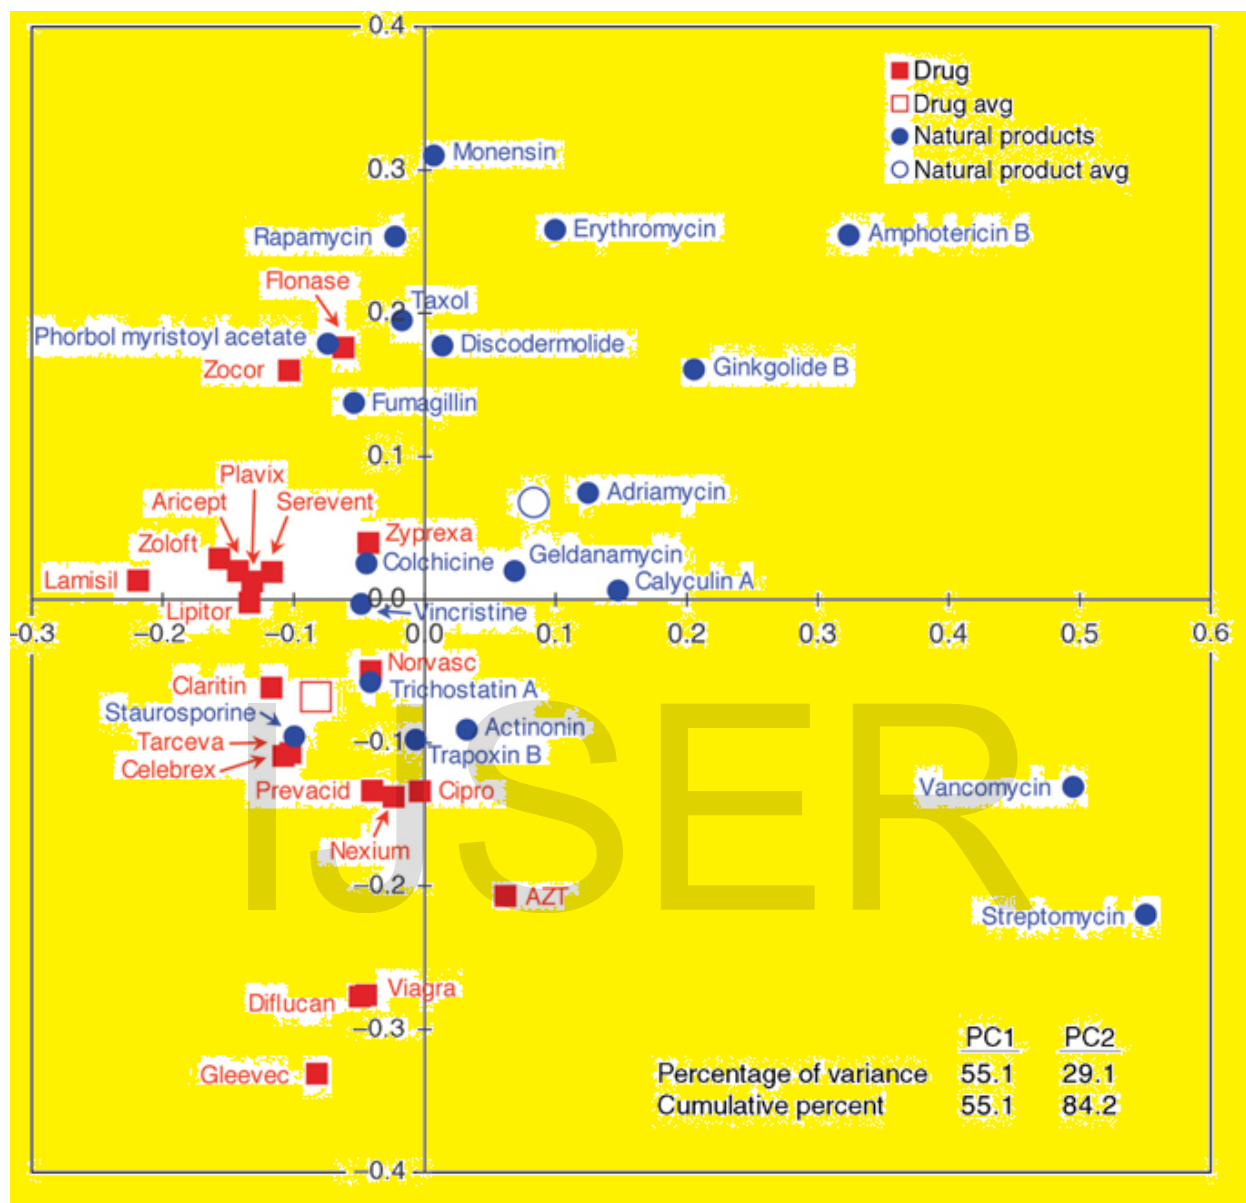 0.4
Drug
Drug avg
Natural products
Natural product avg
Monensin
0.3
Erythromycin
Amphotericin B
Rapamycin
Flonase
Taxol
0.2
Phorbol myristoyl acetate
Discodermolide
Zocor
Ginkgolide B
Fumagillin
0.1
Plavix
Aricept
Serevent
Adriamycin
Zyprexa
Zoloft
Colchicine
Geldanamycin
Lamisil
Calyculin A
0.0
Lipitor
Vincristine
–0.3 –0.2 –0.1 0.0 0.1 0.2 0.3 0.4 0.5 0.6
Norvasc
Claritin
Trichostatin A
Staurosporine
Actinonin
Tarceva
–0.1
Trapoxin B
Celebrex
Prevacid
Cipro
Vancomycin
Nexium
IJSER
–0.2
AZT
Streptomycin
Viagra
Diflucan
–0.3
PC1 PC2
Gleevec
Percentage of variance 55.1 29.1
Cumulative percent 55.1 84.2
–0.4